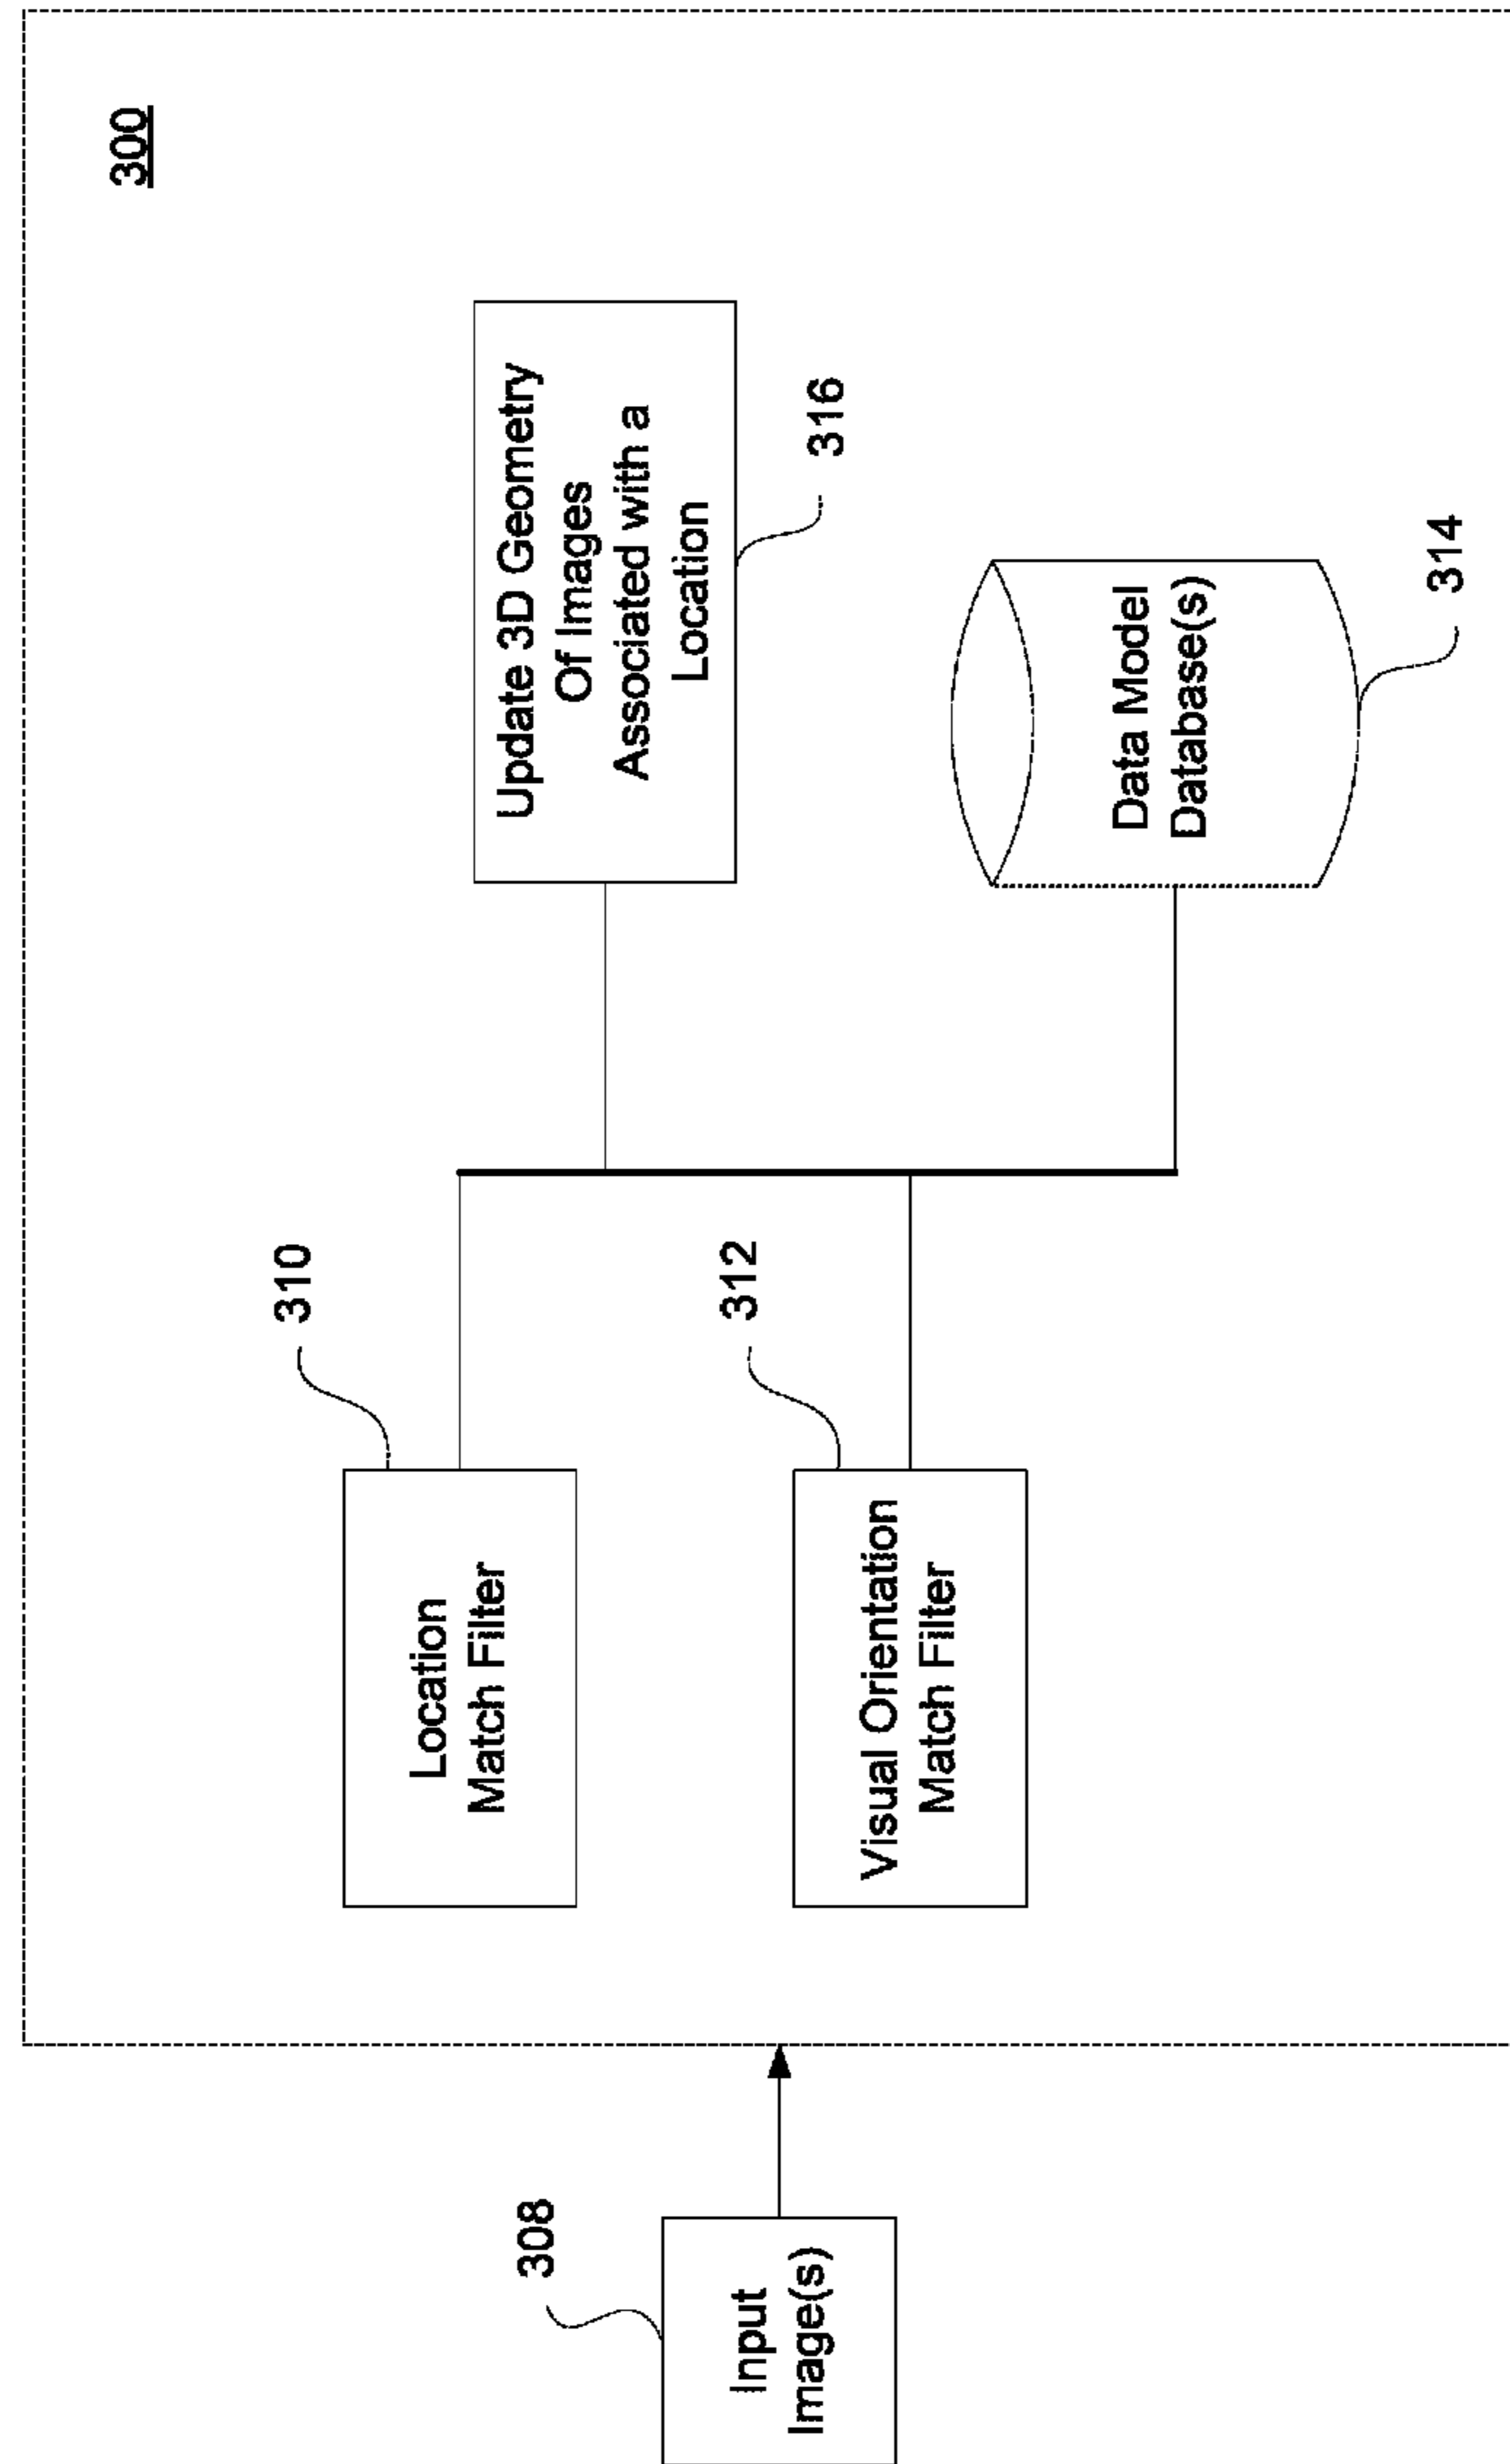 300
310
Location
Match Filter
Update 3D Geometry
Of Images
Associated with a
Location
316
308
Input
Image(s)
312
Visual Orientation
Match Filter
Data Model
Database(s)
314